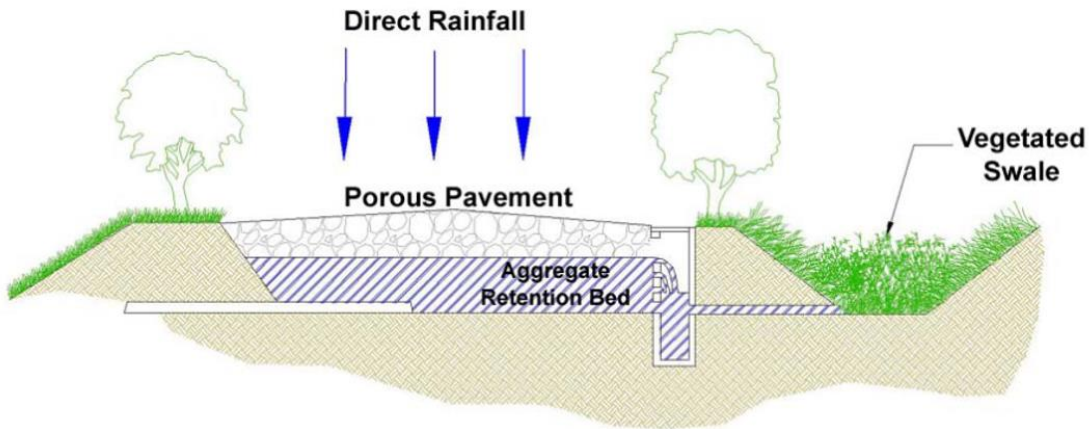 Direct Rainfall
Vegetated
Swale
Porous Pavement
Aggregate
Retention Bed